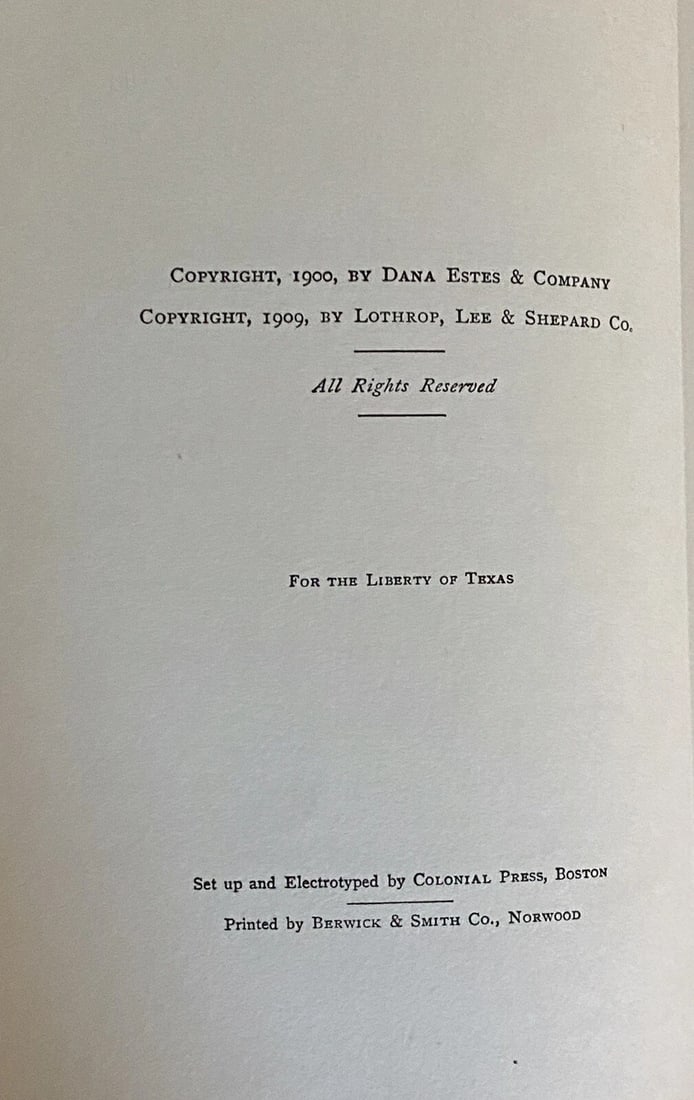 Copyright, 1900, by Dana Estes & Company
Copyright, 1909, by Lothrop, Lee & Shepard Co.
All Rights Reserved
For the Liberty of Texas
Set up and Electrotyped by Colonial Press, Boston
Printed by Berwick & Smith Co., Norwood